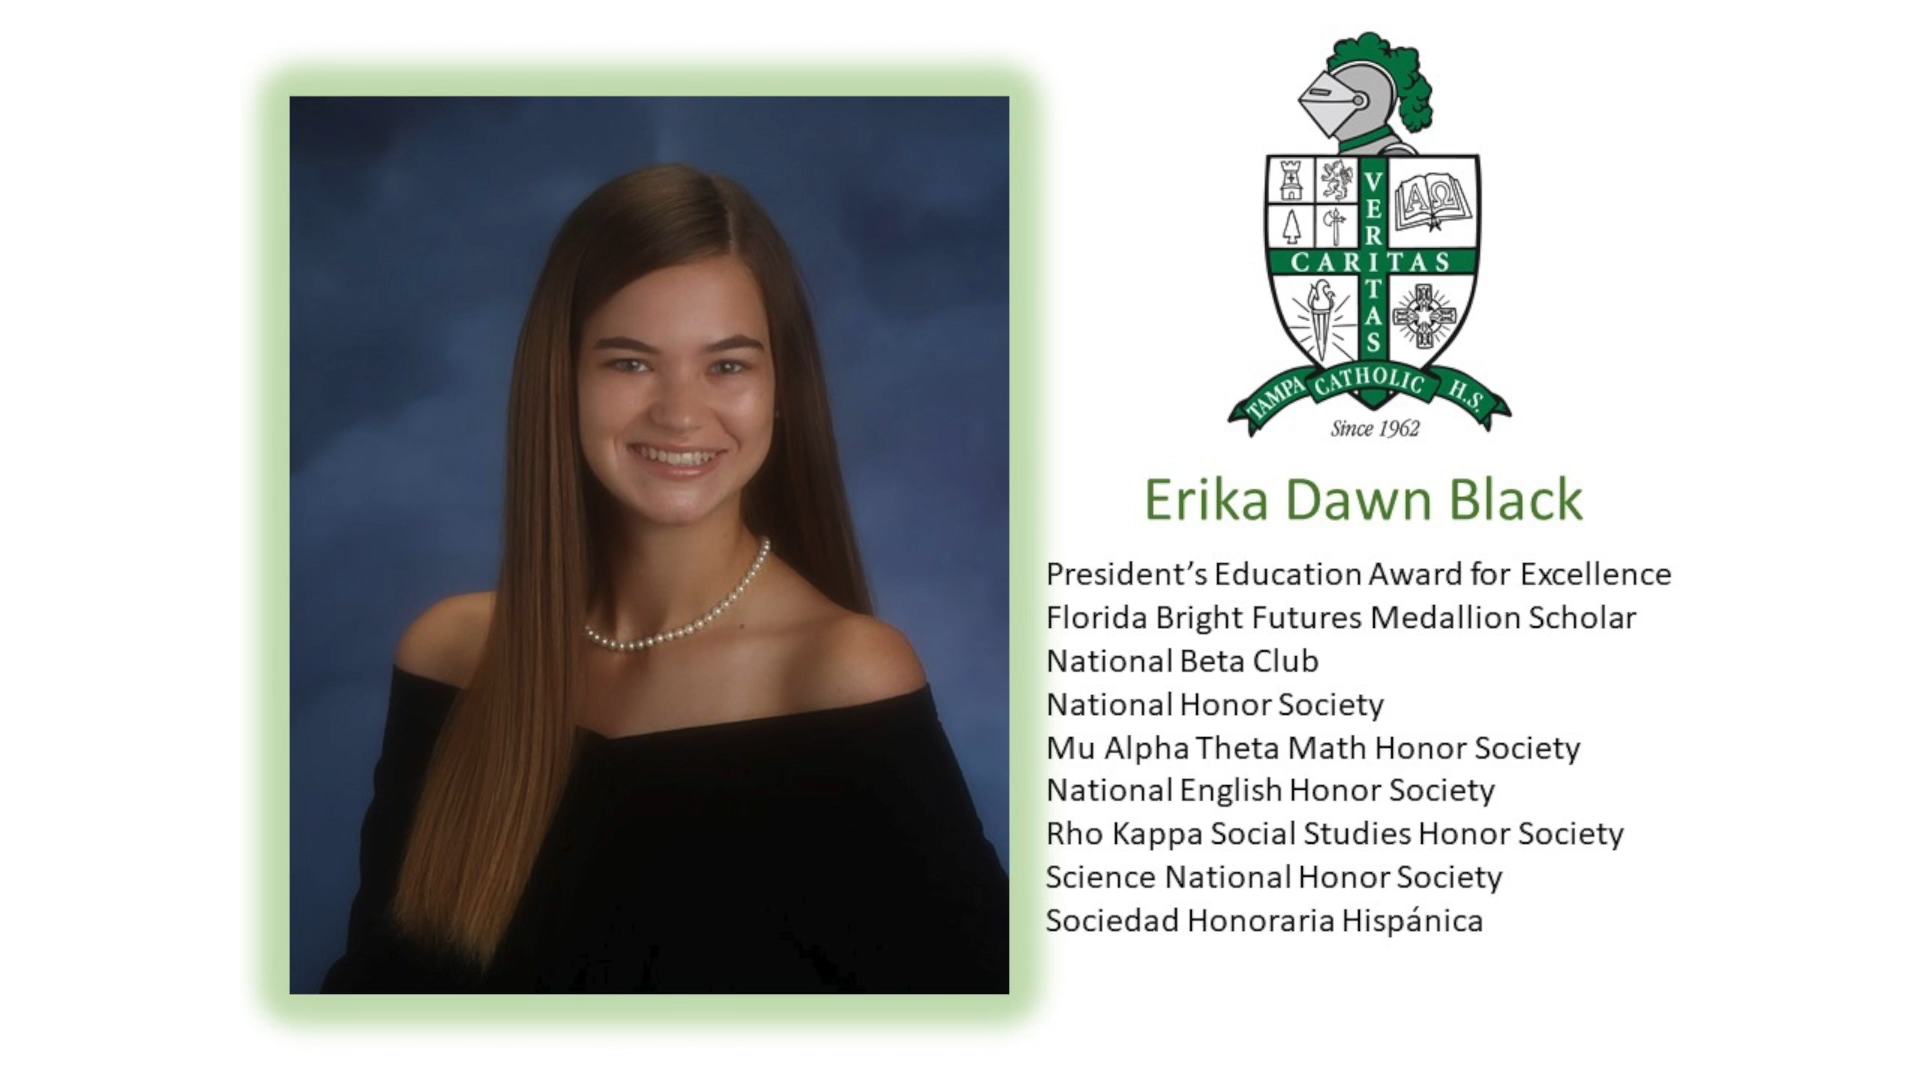 VERITAS
CARITAS
ΑΩ
TAMPA CATHOLIC H.S.
Since 1962
Erika Dawn Black
President’s Education Award for Excellence
Florida Bright Futures Medallion Scholar
National Beta Club
National Honor Society
Mu Alpha Theta Math Honor Society
National English Honor Society
Rho Kappa Social Studies Honor Society
Science National Honor Society
Sociedad Honoraria Hispánica